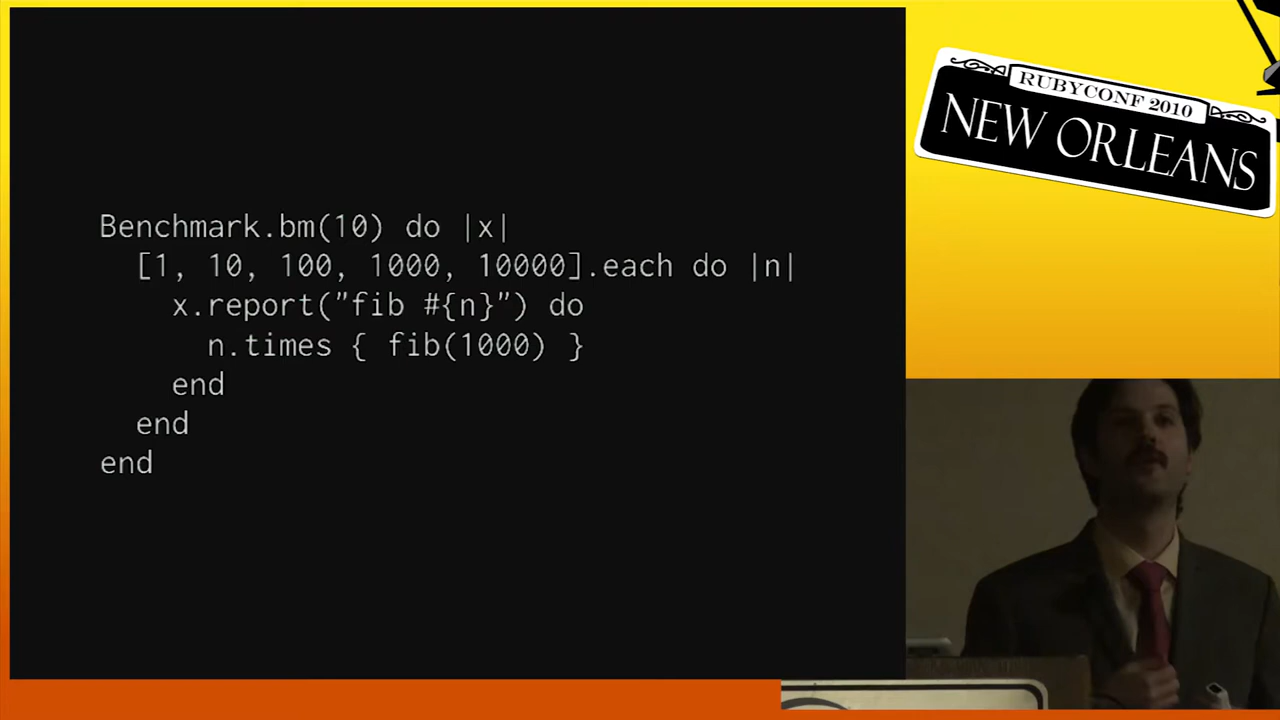 Benchmark.bm(10) do |x|
  [1, 10, 100, 1000, 10000].each do |n|
    x.report("fib #{n}") do
      n.times { fib(1000) }
    end
  end
end
RUBYCONF 2010
NEW ORLEANS